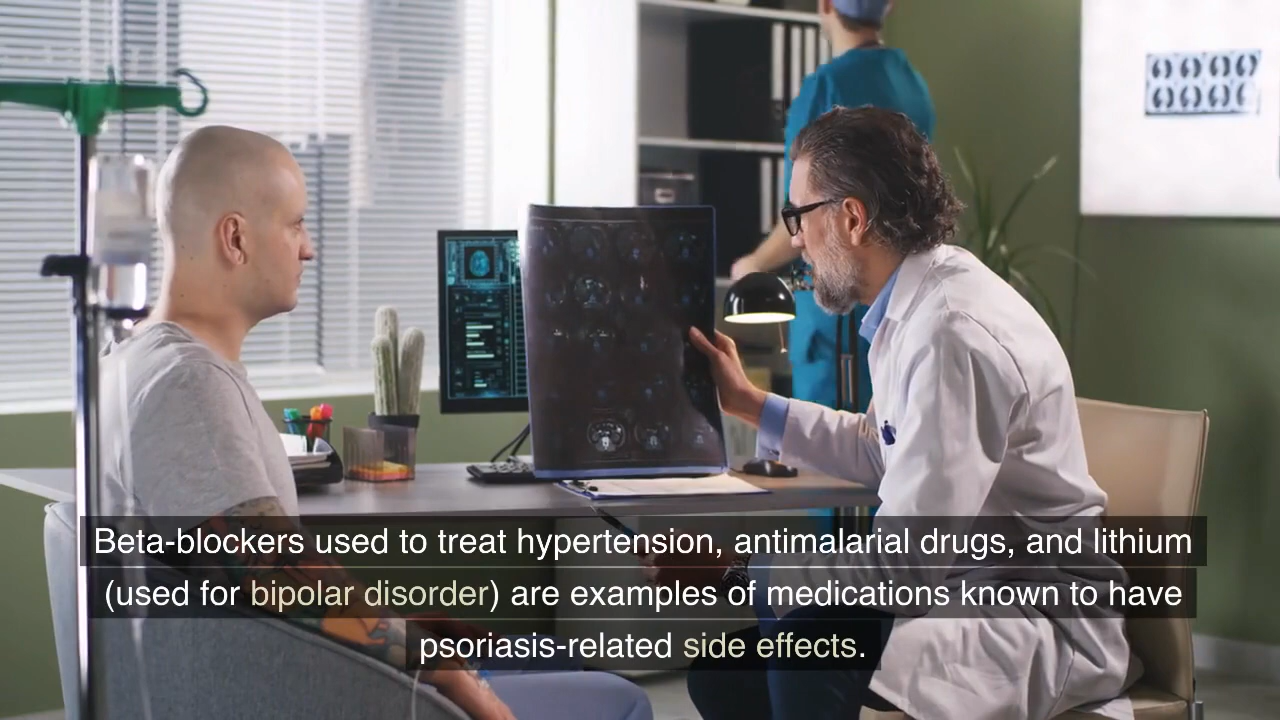 Beta-blockers used to treat hypertension, antimalarial drugs, and lithium
(used for bipolar disorder) are examples of medications known to have
psoriasis-related side effects.